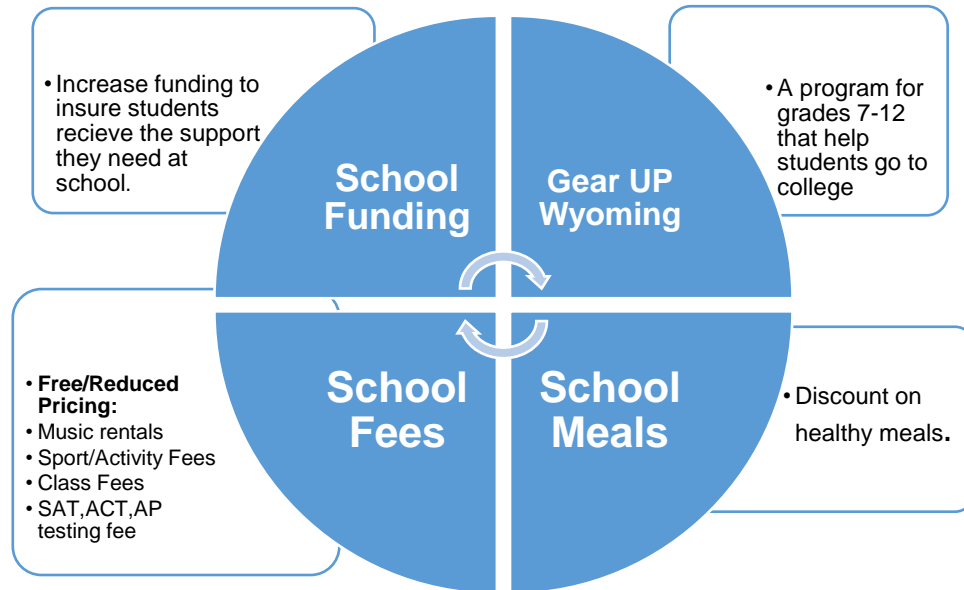 • Increase funding to
insure students
recieve the support
they need at
school.
School
Funding
Gear UP
Wyoming
• A program for
grades 7-12
that help
students go to
college
• Free/Reduced
Pricing:
• Music rentals
• Sport/Activity Fees
• Class Fees
• SAT,ACT,AP
testing fee
School
Fees
School
Meals
• Discount on
healthy meals.